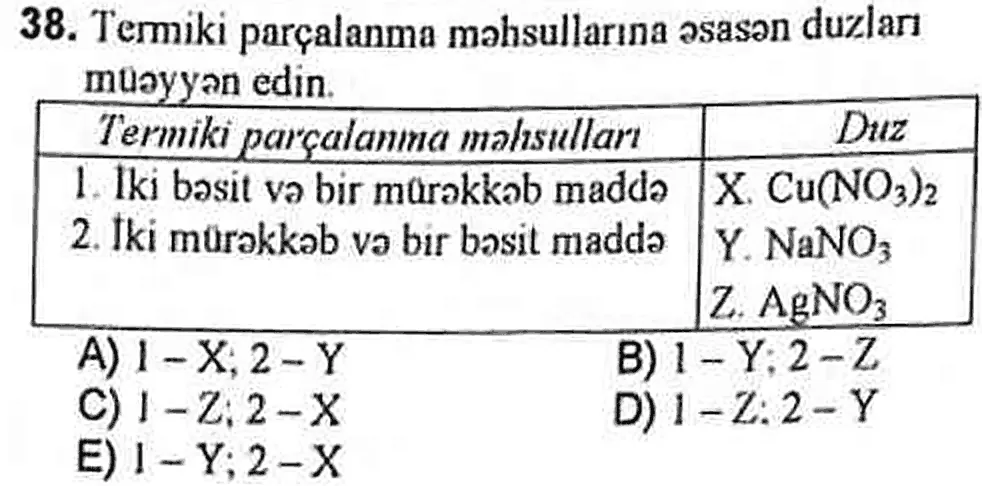 38. Termiki parçalanma məhsullarına əsasən duzları
müəyyən edin.
Termiki parçalanma məhsulları Duz
1. İki bəsit və bir mürəkkəb maddə X. Cu(NO₃)₂
2. İki mürəkkəb və bir bəsit maddə Y. NaNO₃
Z. AgNO₃
A) 1 – X; 2 – Y B) 1 – Y; 2 – Z
C) 1 – Z; 2 – X D) 1 – Z; 2 – Y
E) 1 – Y; 2 – X